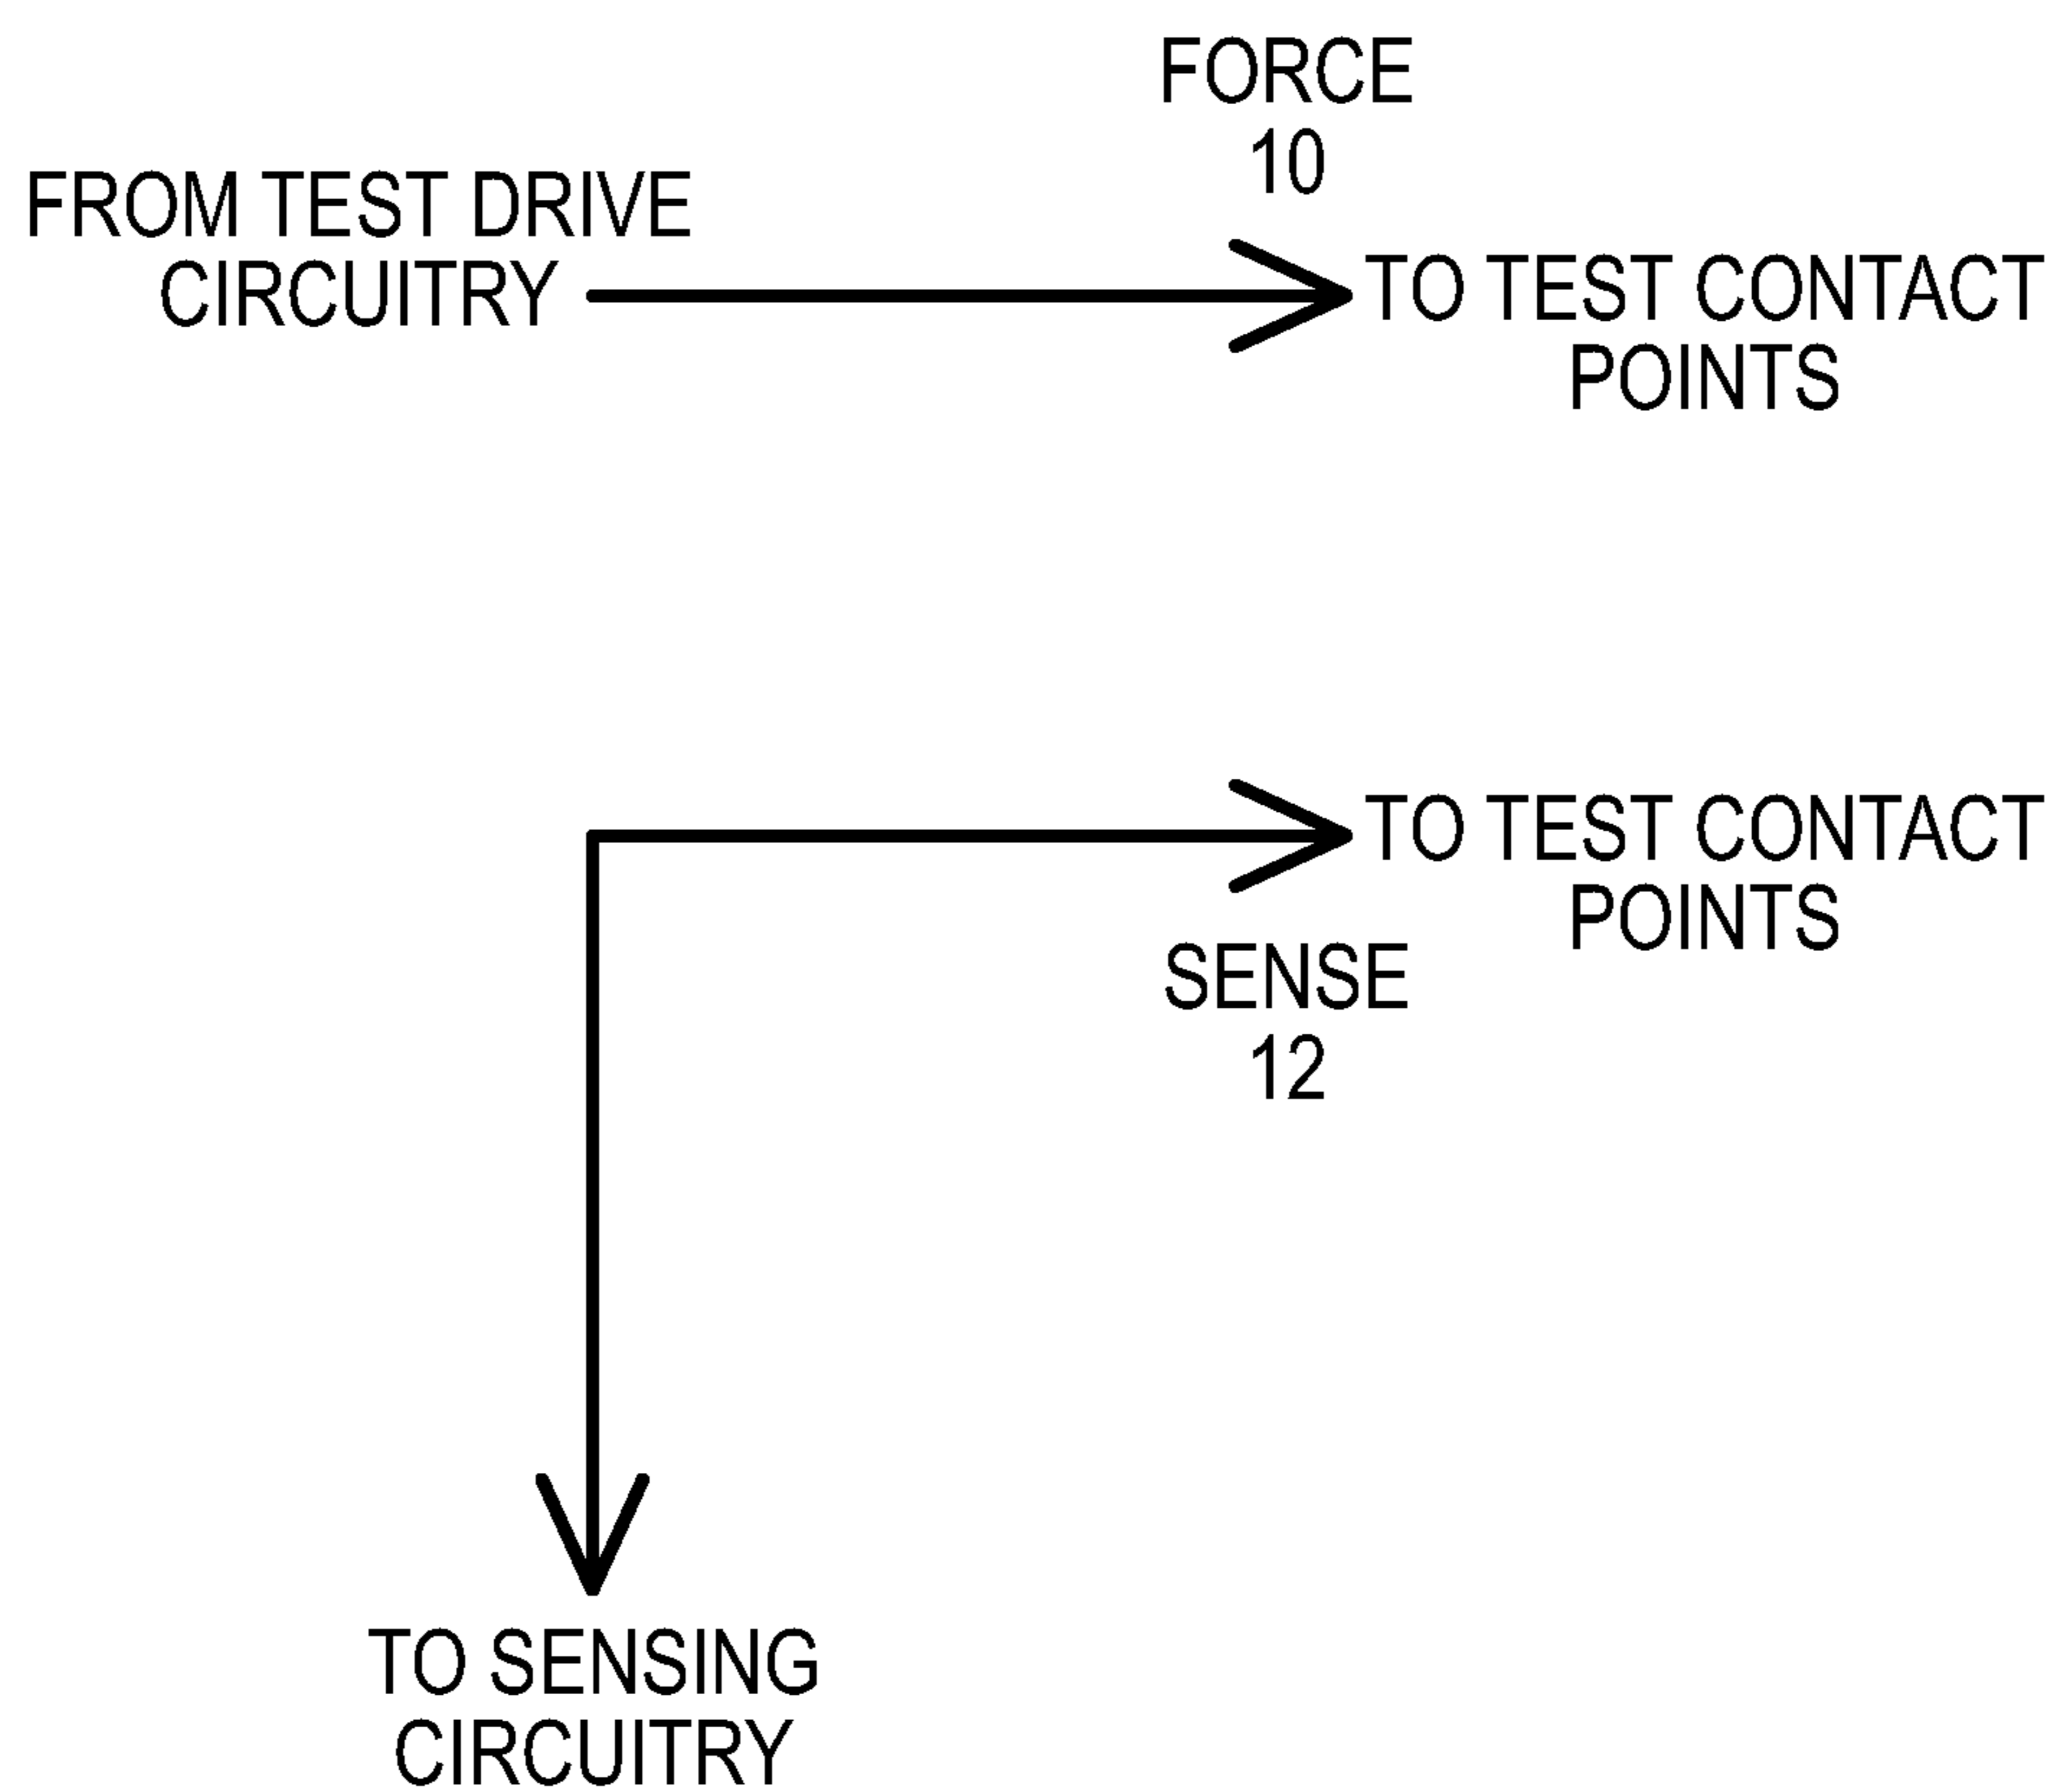 FORCE
10
FROM TEST DRIVE
CIRCUITRY
TO TEST CONTACT
POINTS
TO TEST CONTACT
POINTS
SENSE
12
TO SENSING
CIRCUITRY